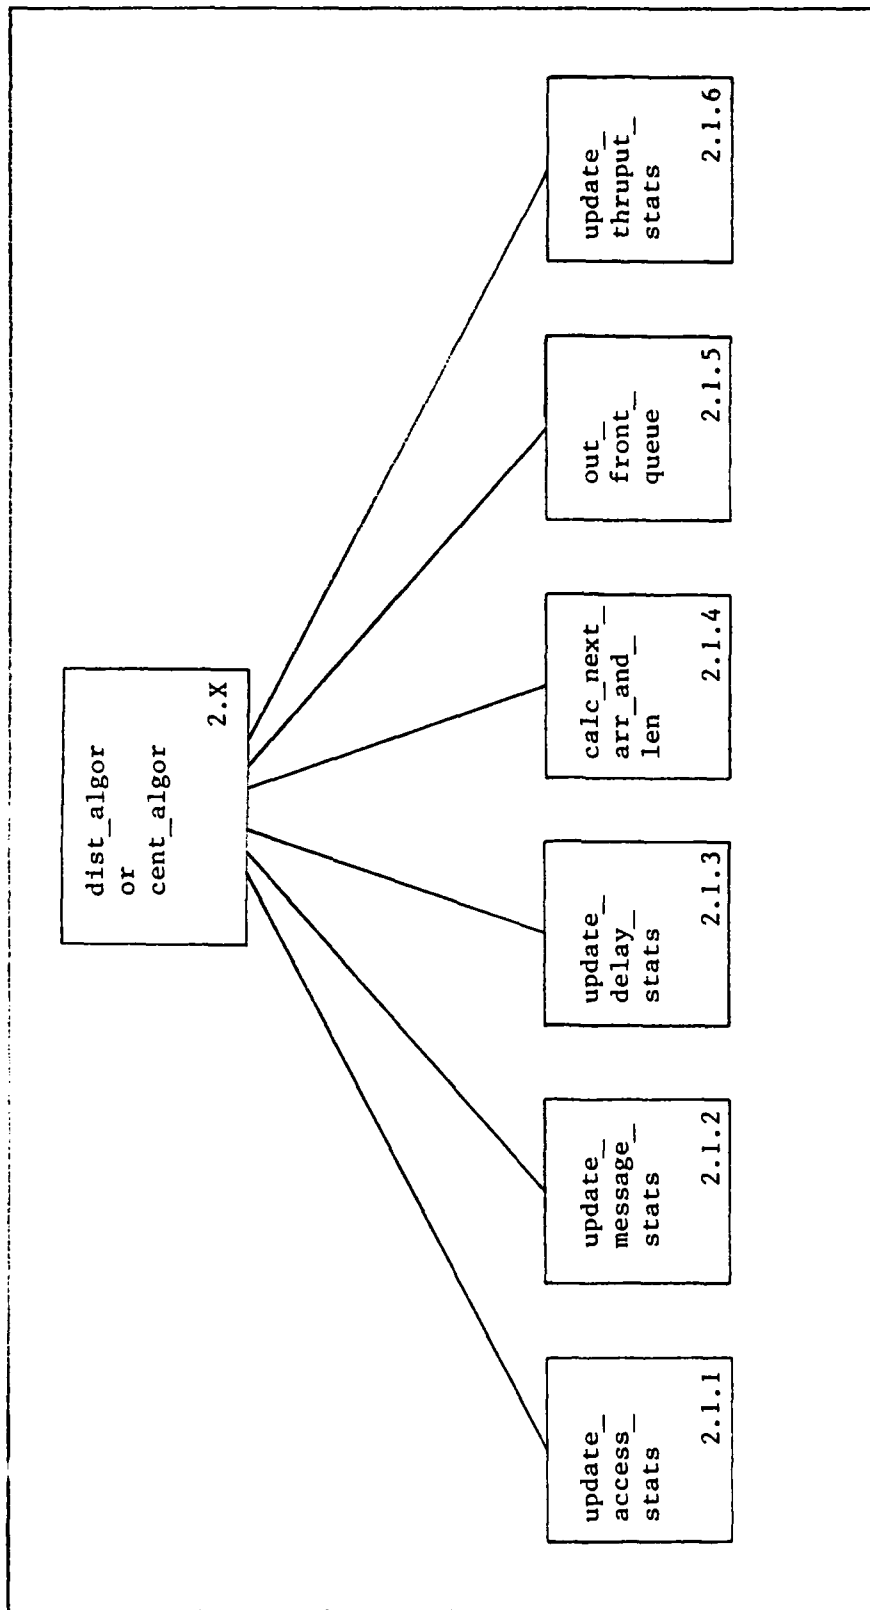 dist_algor
or
cent_algor
2.X
update_
access_
stats
2.1.1
update_
message_
stats
2.1.2
update_
delay_
stats
2.1.3
calc_next_
arr_and_
len
2.1.4
out_
front_
queue
2.1.5
update_
thruput_
stats
2.1.6